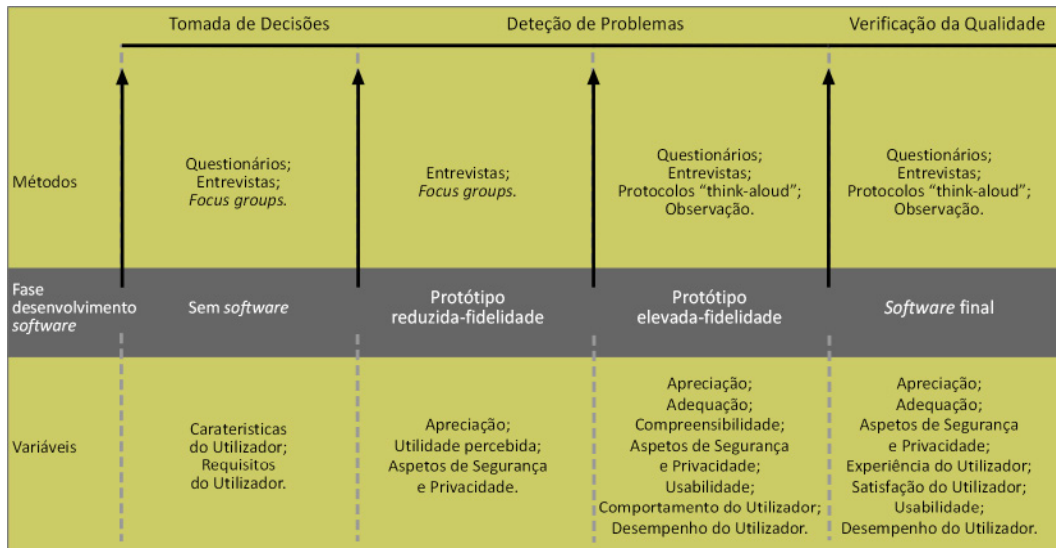 Tomada de Decisões
Deteção de Problemas
Verificação da Qualidade
Métodos
Questionários;
Entrevistas;
Focus groups.
Entrevistas;
Focus groups.
Questionários;
Entrevistas;
Protocolos “think-aloud”;
Observação.
Questionários;
Entrevistas;
Protocolos “think-aloud”;
Observação.
Fase
desenvolvimento
software
Sem software
Protótipo
reduzida-fidelidade
Protótipo
elevada-fidelidade
Software final
Variáveis
Carateristicas
do Utilizador;
Requisitos
do Utilizador.
Apreciação;
Utilidade percebida;
Aspetos de Segurança
e Privacidade.
Apreciação;
Adequação;
Compreensibilidade;
Aspetos de Segurança
e Privacidade;
Usabilidade;
Comportamento do Utilizador;
Desempenho do Utilizador.
Apreciação;
Adequação;
Aspetos de Segurança
e Privacidade;
Experiência do Utilizador;
Satisfação do Utilizador;
Usabilidade;
Desempenho do Utilizador.